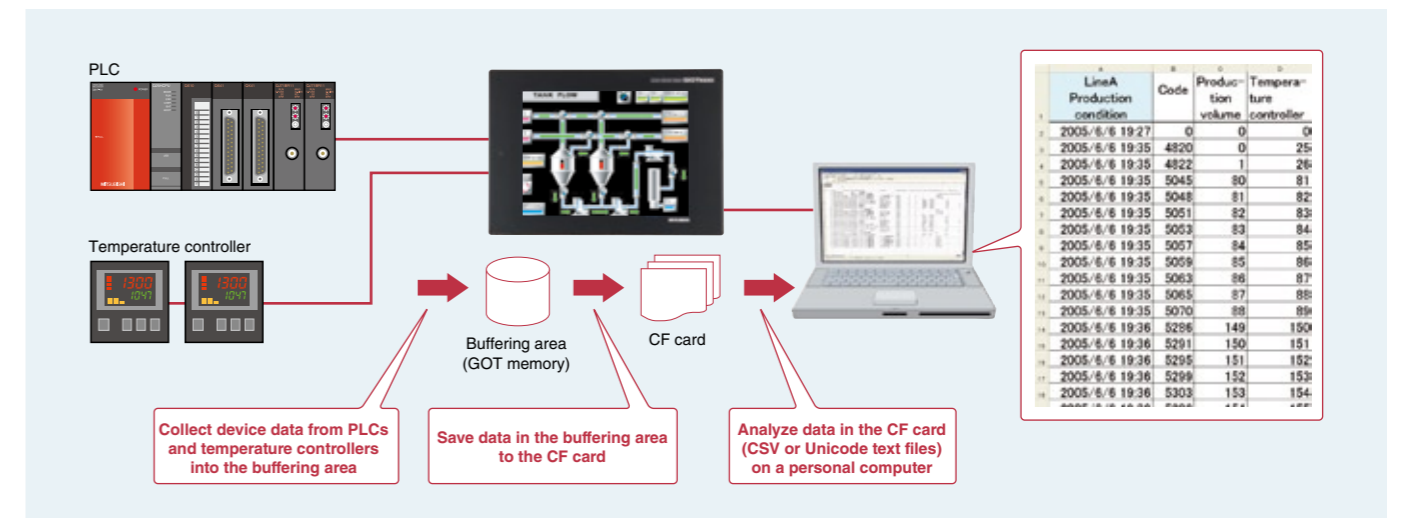 PLC
TANK FLOW
Temperature controller
1300
1047
1300
1047
Buffering area
(GOT memory)
CF card
Collect device data from PLCs
and temperature controllers
into the buffering area
Save data in the buffering area
to the CF card
Analyze data in the CF card
(CSV or Unicode text files)
on a personal computer
LineA
Production
condition
Code
Produc-
tion
volume
Tempera-
ture
controller
2005/6/6 19:27 0 0
2005/6/6 19:35 4820 0
2005/6/6 19:35 4822 1
2005/6/6 19:35 5045 80 81
2005/6/6 19:35 5048 81
2005/6/6 19:35 5051 82
2005/6/6 19:35 5053 83
2005/6/6 19:35 5057 84
2005/6/6 19:35 5059 85
2005/6/6 19:35 5063 86
2005/6/6 19:35 5065 87
2005/6/6 19:35 5070 88
2005/6/6 19:36 5286 149
2005/6/6 19:36 5291 150 151
2005/6/6 19:36 5295 151
2005/6/6 19:36 5299 152
2005/6/6 19:36 5303 153